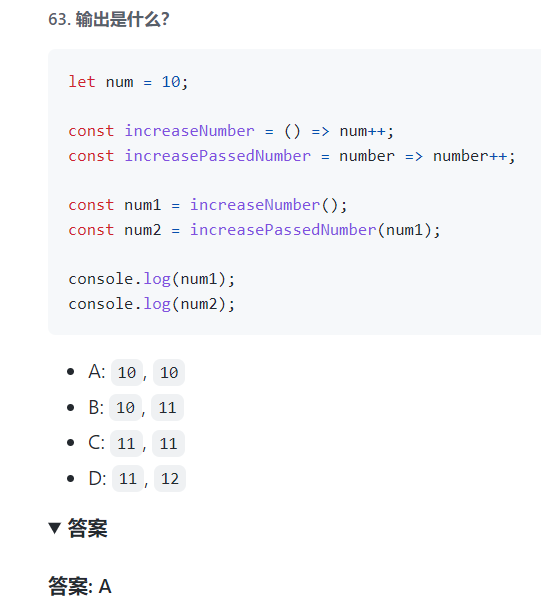 63. 输出是什么？
let num = 10;
const increaseNumber = () => num++;
const increasePassedNumber = number => number++;
const num1 = increaseNumber();
const num2 = increasePassedNumber(num1);
console.log(num1);
console.log(num2);
• A: 10, 10
• B: 10, 11
• C: 11, 11
• D: 11, 12
▼ 答案
答案: A